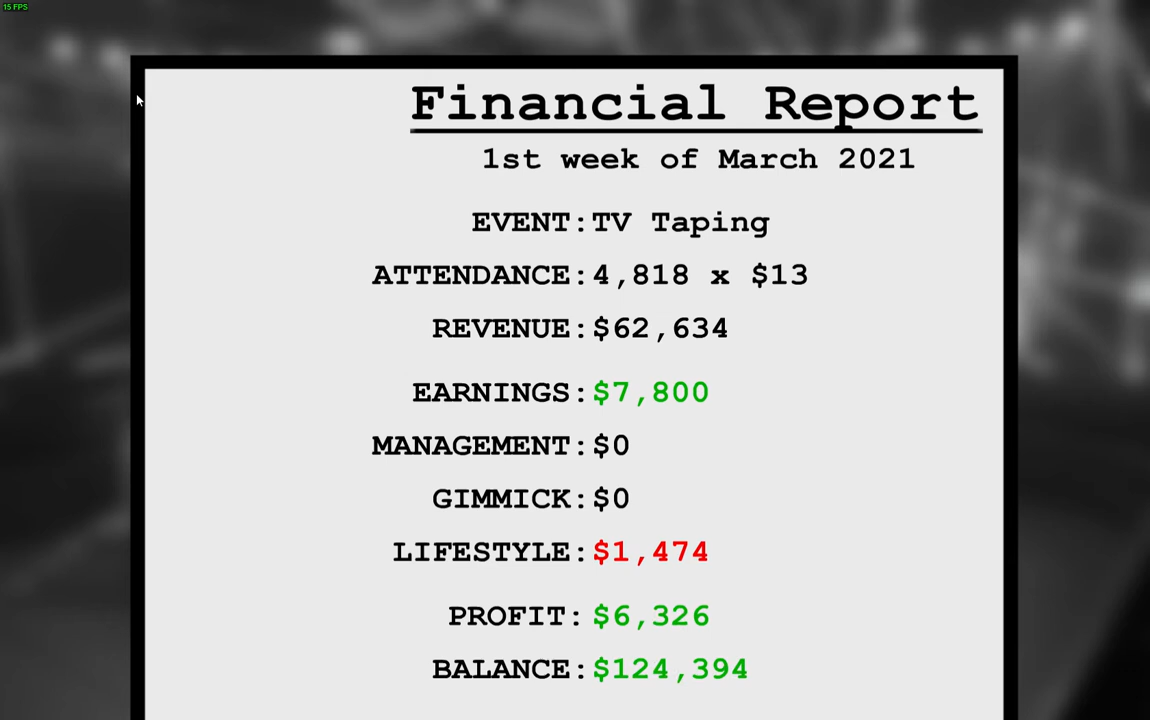 15 FPS
Financial Report
1st week of March 2021
EVENT:TV Taping
ATTENDANCE:4,818 x $13
REVENUE:$62,634
EARNINGS:$7,800
MANAGEMENT:$0
GIMMICK:$0
LIFESTYLE:$1,474
PROFIT:$6,326
BALANCE:$124,394